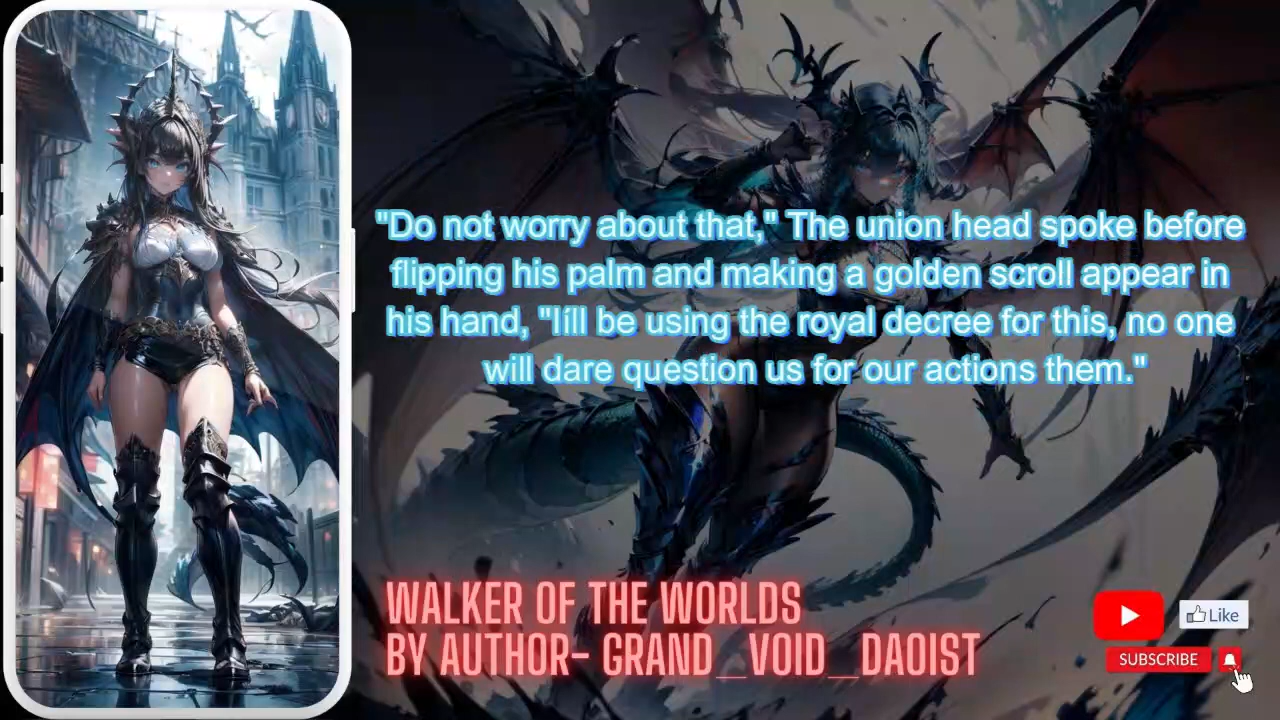 "Do not worry about that," The union head spoke before
flipping his palm and making a golden scroll appear in
his hand, "Iíll be using the royal decree for this, no one
will dare question us for our actions them."
WALKER OF THE WORLDS
BY AUTHOR- GRAND_VOID_DAOIST
Like
SUBSCRIBE